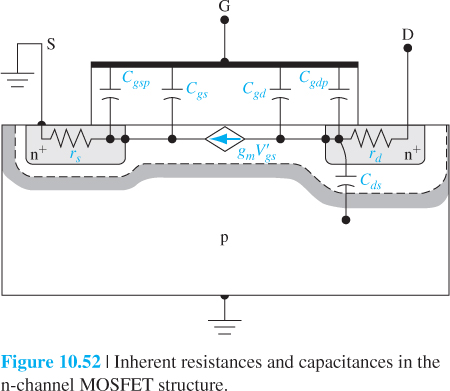 G
S
D
C_gsp C_gs C_gd C_gdp
n+ r_s g_mV'_gs r_d n+
C_ds
p
Figure 10.52 | Inherent resistances and capacitances in the
n-channel MOSFET structure.